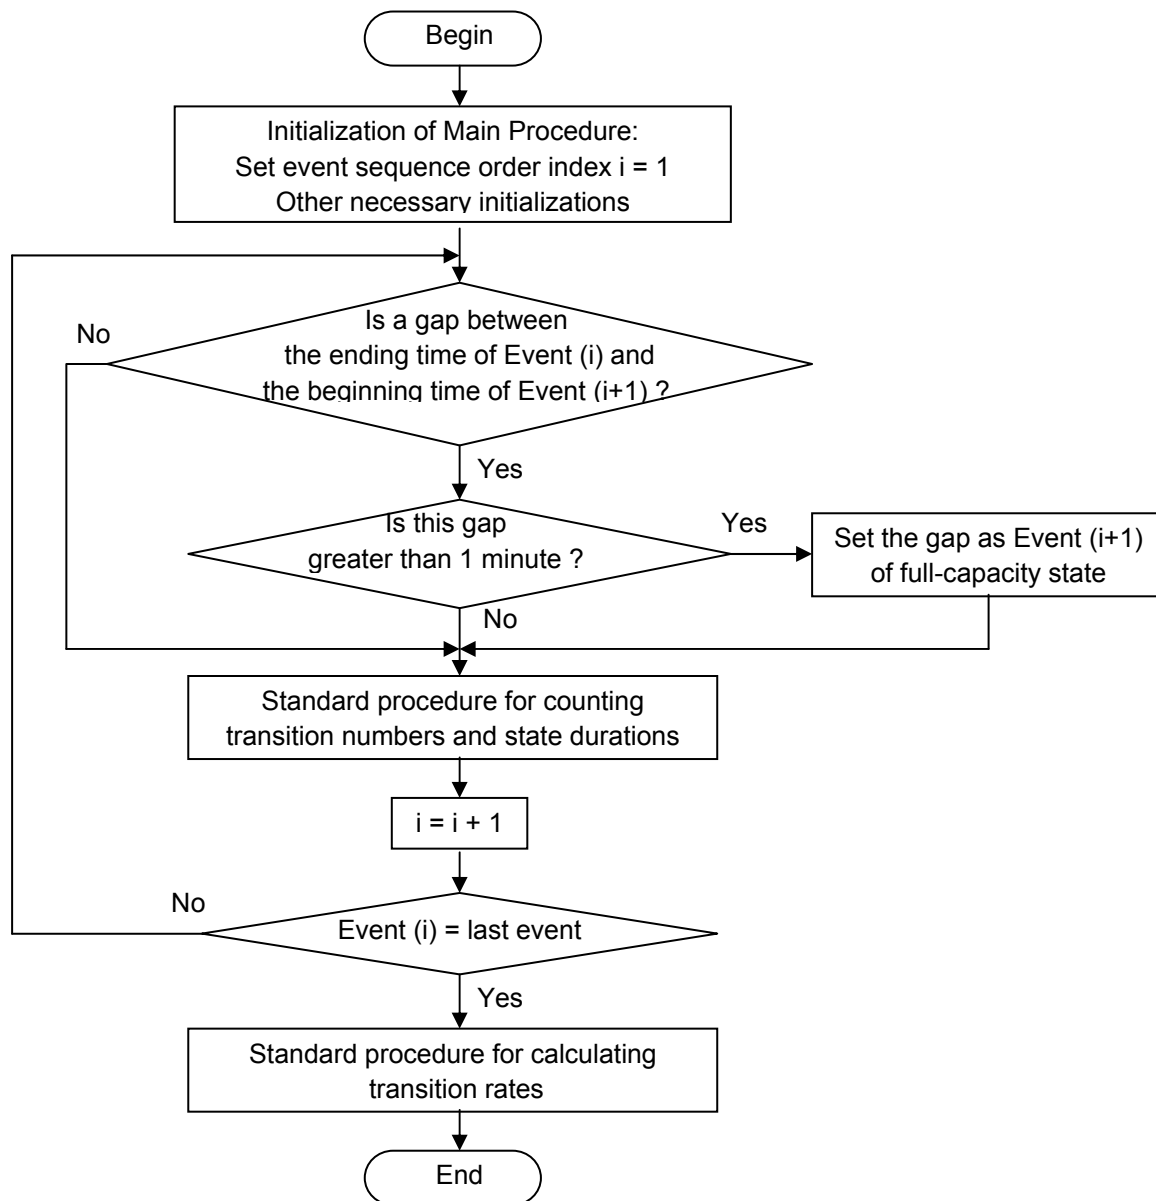 Begin
Initialization of Main Procedure:
Set event sequence order index i = 1
Other necessary initializations
No
Is a gap between
the ending time of Event (i) and
the beginning time of Event (i+1) ?
Yes
Is this gap
greater than 1 minute ?
Yes
Set the gap as Event (i+1)
of full-capacity state
No
Standard procedure for counting
transition numbers and state durations
i = i + 1
No
Event (i) = last event
Yes
Standard procedure for calculating
transition rates
End